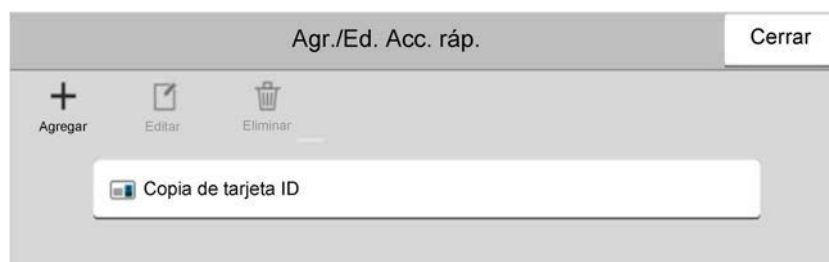 Agr./Ed. Acc. ráp.
Cerrar
Agregar
Editar
Eliminar
Copia de tarjeta ID